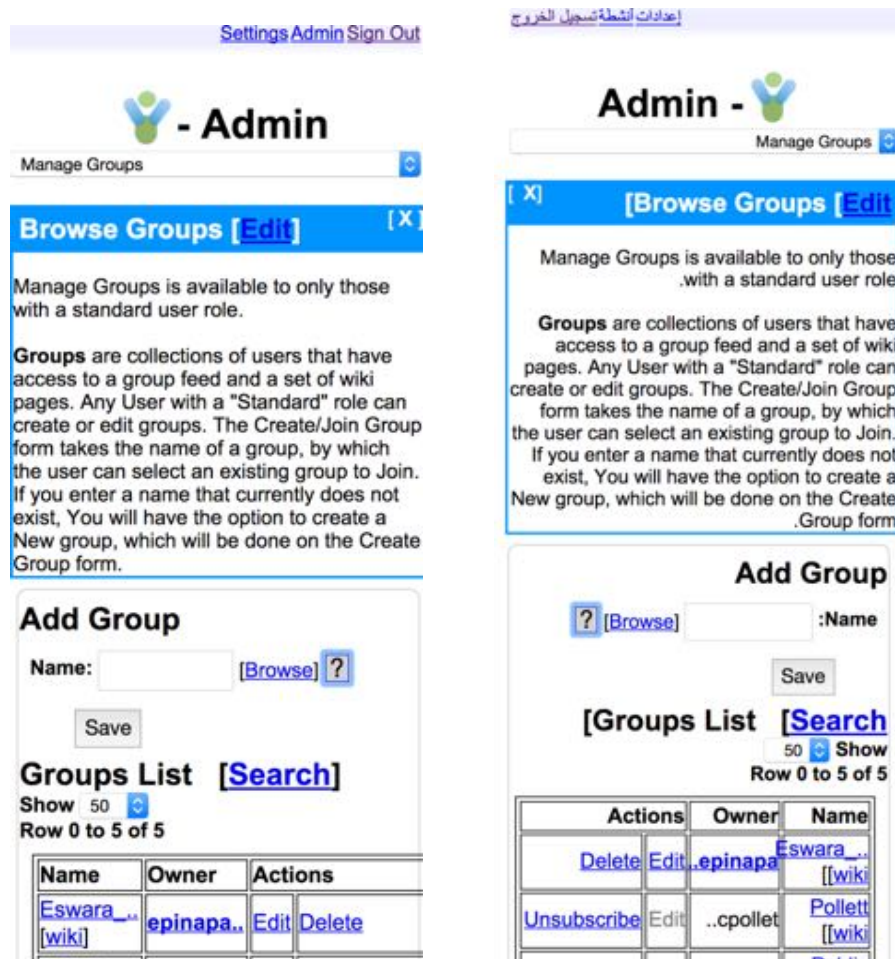 Settings Admin Sign Out
- Admin
Manage Groups
Browse Groups [Edit] [X]
Manage Groups is available to only those
with a standard user role.
Groups are collections of users that have
access to a group feed and a set of wiki
pages. Any User with a "Standard" role can
create or edit groups. The Create/Join Group
form takes the name of a group, by which
the user can select an existing group to Join.
If you enter a name that currently does not
exist, You will have the option to create a
New group, which will be done on the Create
Group form.
Add Group
Name: [Browse] ?
Save
Groups List [Search]
Show 50
Row 0 to 5 of 5
Name Owner Actions
Eswara_.. epinapa.. Edit Delete
[wiki]
إعدادات أنشطة تسجيل الخروج
Admin -
Manage Groups
[ X] [Browse Groups [Edit
Manage Groups is available to only those
.with a standard user role
Groups are collections of users that have
access to a group feed and a set of wiki
pages. Any User with a "Standard" role can
create or edit groups. The Create/Join Group
form takes the name of a group, by which
the user can select an existing group to Join.
If you enter a name that currently does not
exist, You will have the option to create a
New group, which will be done on the Create
.Group form
Add Group
? [Browse] :Name
Save
[Groups List [Search
50 Show
Row 0 to 5 of 5
Actions Owner Name
Delete Edit ..epinapa Eswara_..
[[wiki
Unsubscribe Edit ..cpollet Pollett
[[wiki